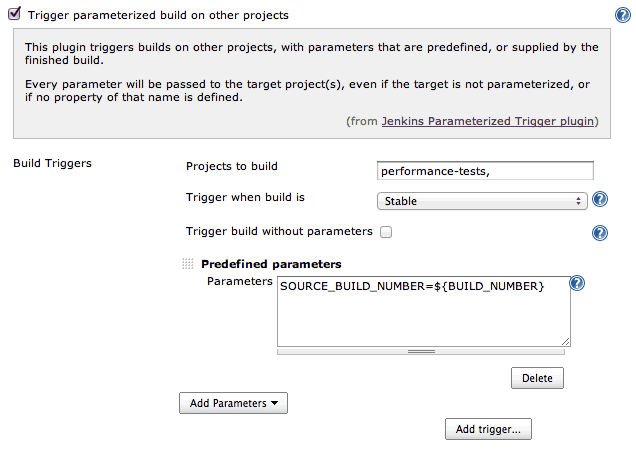 Trigger parameterized build on other projects
This plugin triggers builds on other projects, with parameters that are predefined, or supplied by the
finished build.
Every parameter will be passed to the target project(s), even if the target is not parameterized, or
if no property of that name is defined.
(from Jenkins Parameterized Trigger plugin)
Build Triggers
Projects to build
performance-tests,
Trigger when build is
Stable
Trigger build without parameters
Predefined parameters
Parameters
SOURCE_BUILD_NUMBER=${BUILD_NUMBER}
Delete
Add Parameters
Add trigger...